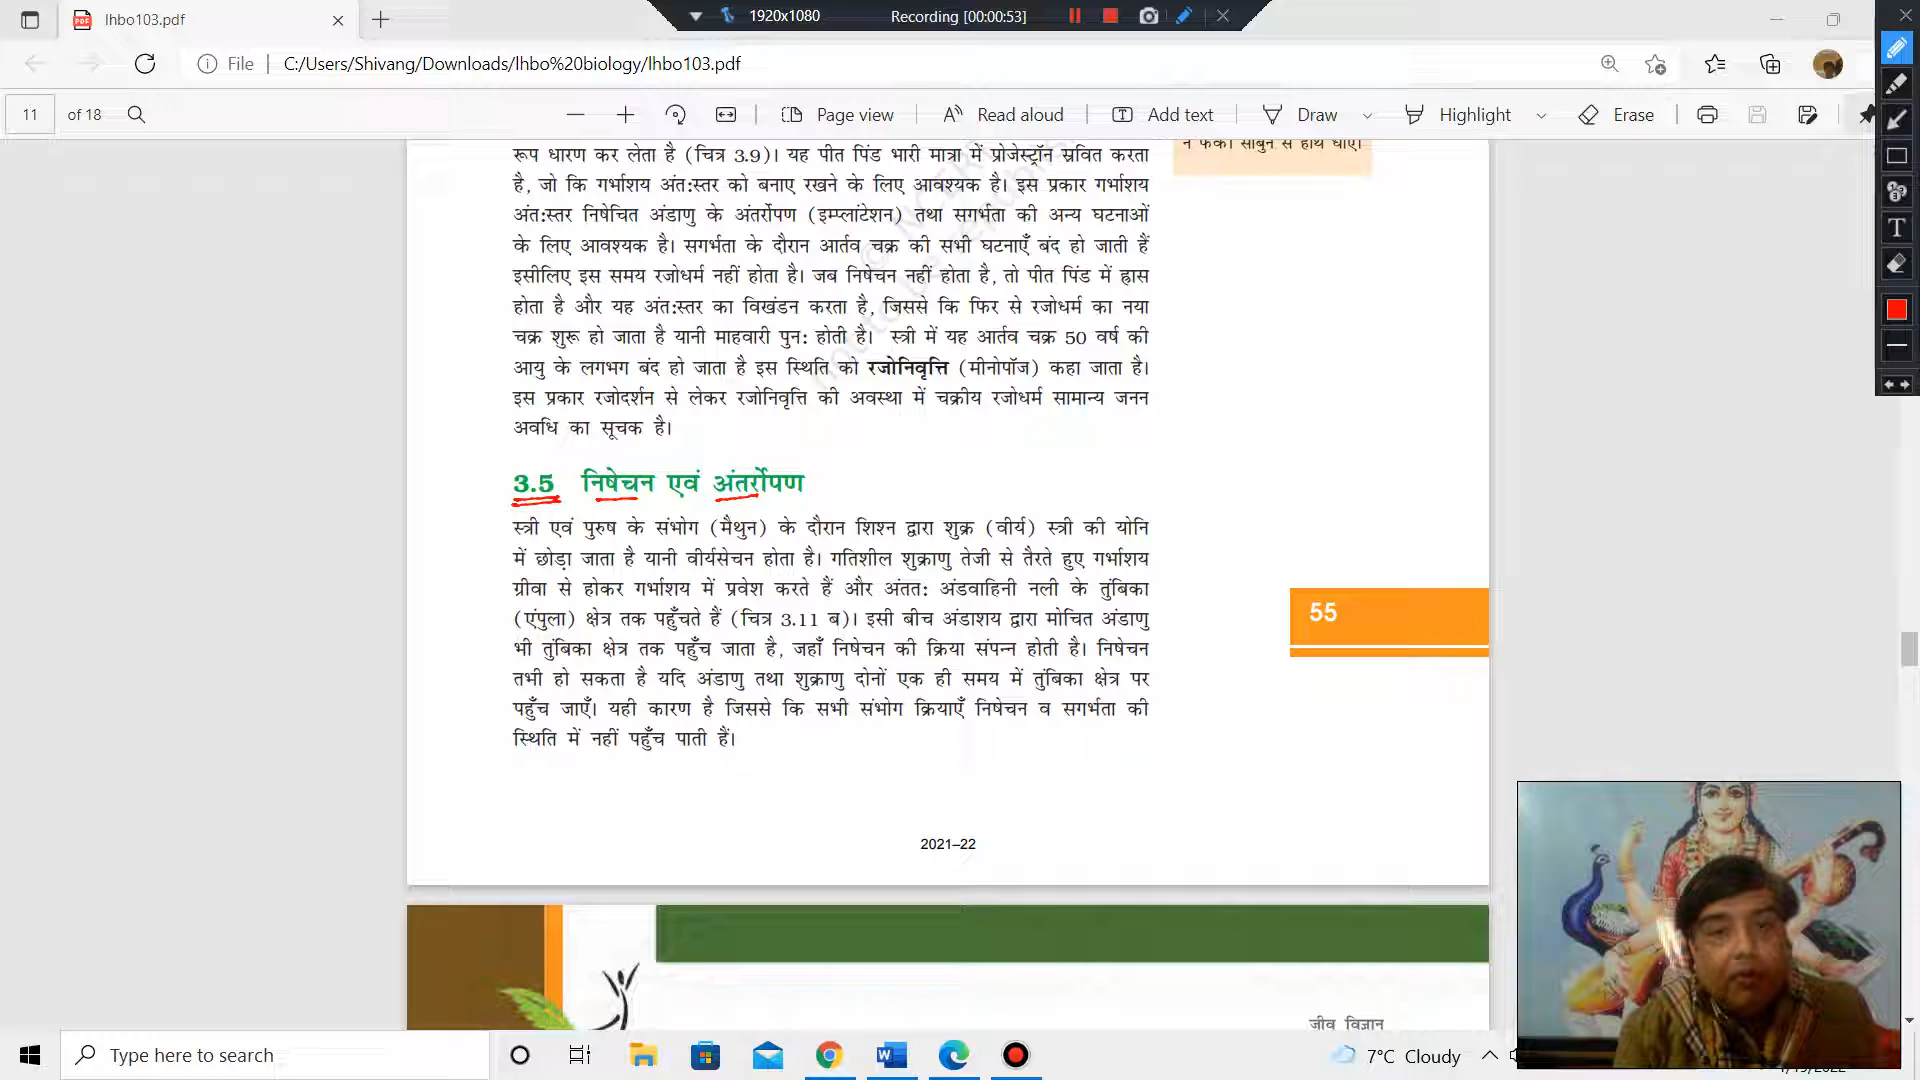 lhbo103.pdf
1920x1080
Recording [00:00:53]
File
C:/Users/Shivang/Downloads/lhbo%20biology/lhbo103.pdf
11 of 18
Page view
Read aloud
Add text
Draw
Highlight
Erase
रूप धारण कर लेता है (चित्र 3.9)। यह पीत पिंड भारी मात्रा में प्रोजेस्ट्रॉन स्रवित करता
है, जो कि गर्भाशय अंत:स्तर को बनाए रखने के लिए आवश्यक है। इस प्रकार गर्भाशय
अंत:स्तर निषेचित अंडाणु के अंतर्रोपण (इम्प्लांटेशन) तथा सगर्भता की अन्य घटनाओं
के लिए आवश्यक है। सगर्भता के दौरान आर्तव चक्र की सभी घटनाएँ बंद हो जाती हैं
इसीलिए इस समय रजोधर्म नहीं होता है। जब निषेचन नहीं होता है, तो पीत पिंड में ह्रास
होता है और यह अंत:स्तर का विखंडन करता है, जिससे कि फिर से रजोधर्म का नया
चक्र शुरू हो जाता है यानी माहवारी पुन: होती है। स्त्री में यह आर्तव चक्र 50 वर्ष की
आयु के लगभग बंद हो जाता है इस स्थिति को रजोनिवृत्ति (मीनोपॉज) कहा जाता है।
इस प्रकार रजोदर्शन से लेकर रजोनिवृत्ति की अवस्था में चक्रीय रजोधर्म सामान्य जनन
अवधि का सूचक है।
3.5 निषेचन एवं अंतर्रोपण
स्त्री एवं पुरुष के संभोग (मैथुन) के दौरान शिश्न द्वारा शुक्र (वीर्य) स्त्री की योनि
में छोड़ा जाता है यानी वीर्यसेचन होता है। गतिशील शुक्राणु तेजी से तैरते हुए गर्भाशय
ग्रीवा से होकर गर्भाशय में प्रवेश करते हैं और अंतत: अंडवाहिनी नली के तुंबिका
(एंपुला) क्षेत्र तक पहुँचते हैं (चित्र 3.11 ब)। इसी बीच अंडाशय द्वारा मोचित अंडाणु
भी तुंबिका क्षेत्र तक पहुँच जाता है, जहाँ निषेचन की क्रिया संपन्न होती है। निषेचन
तभी हो सकता है यदि अंडाणु तथा शुक्राणु दोनों एक ही समय में तुंबिका क्षेत्र पर
पहुँच जाएँ। यही कारण है जिससे कि सभी संभोग क्रियाएँ निषेचन व सगर्भता की
स्थिति में नहीं पहुँच पाती हैं।
55
2021–22
जीव विज्ञान
Type here to search
7°C Cloudy